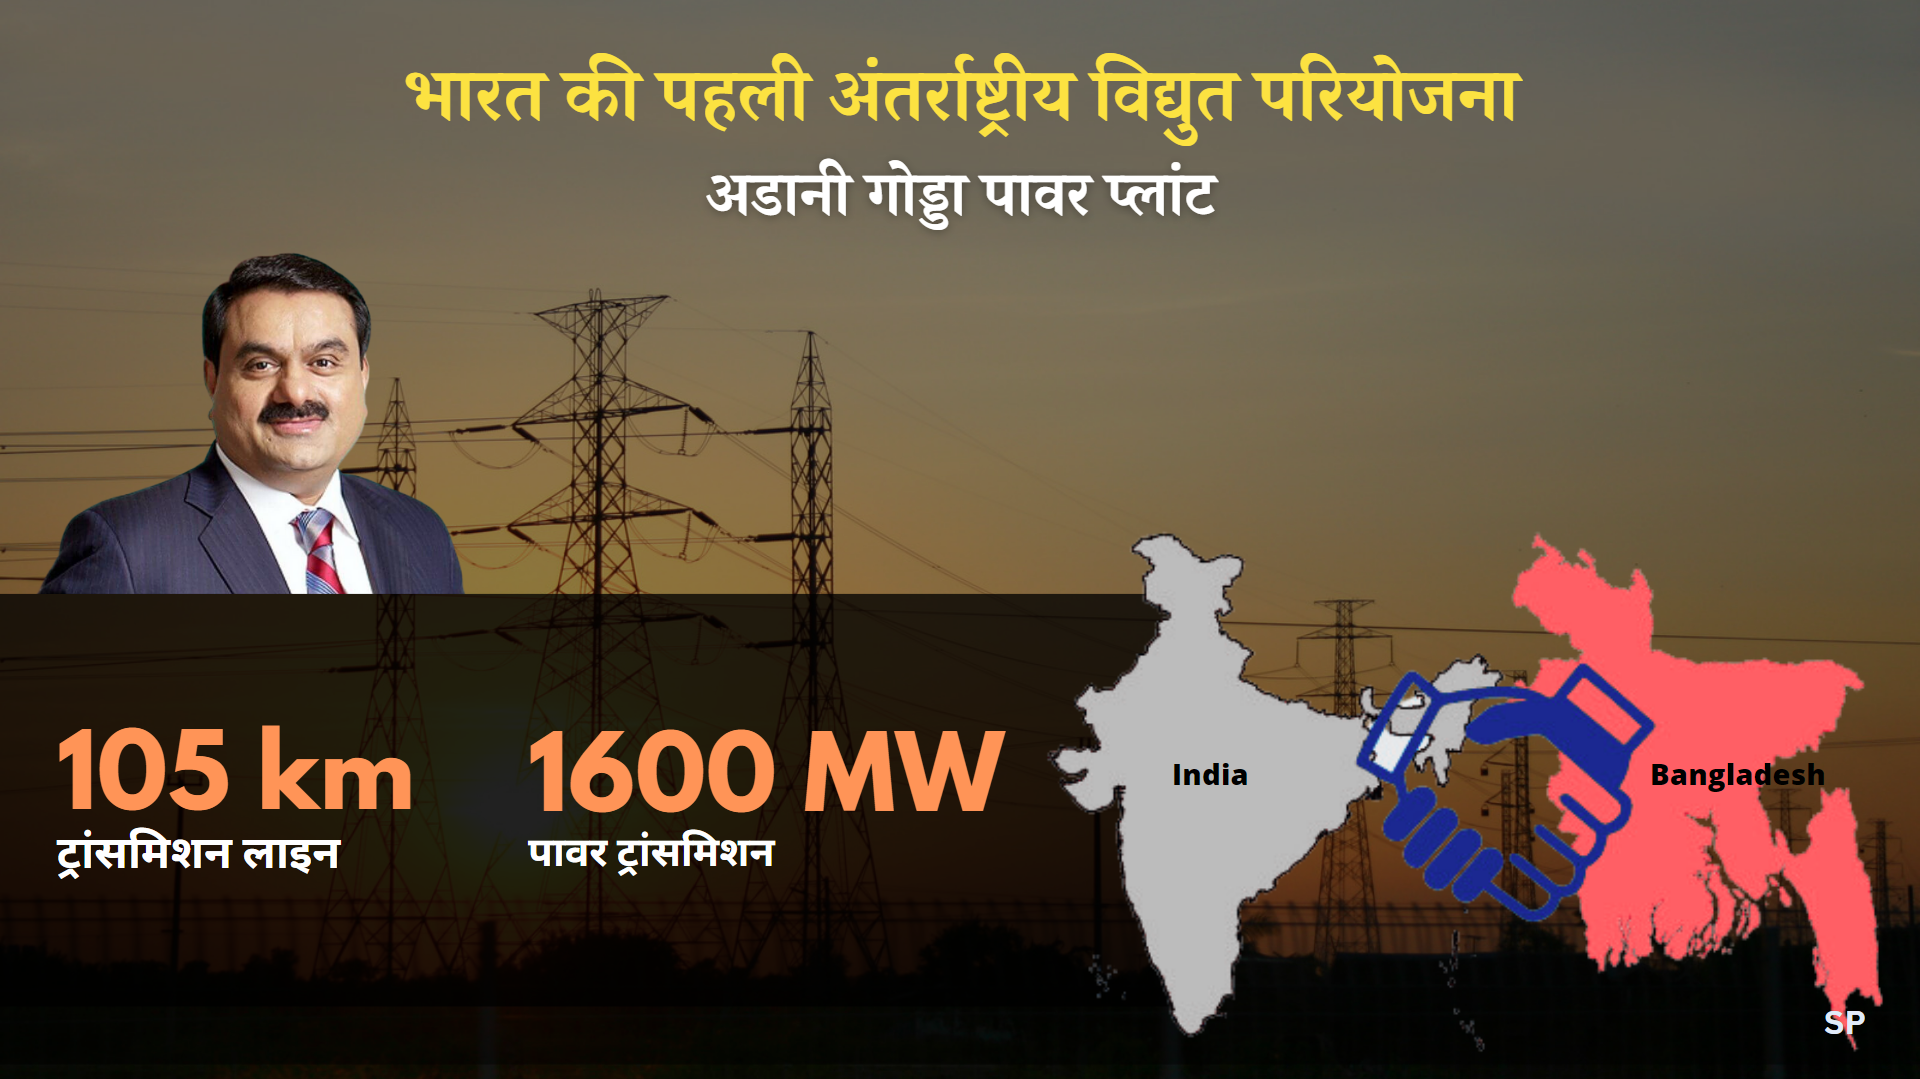 भारत की पहली अंतर्राष्ट्रीय विद्युत परियोजना
अडानी गोड्डा पावर प्लांट
105 km
ट्रांसमिशन लाइन
1600 MW
पावर ट्रांसमिशन
India
Bangladesh
SP